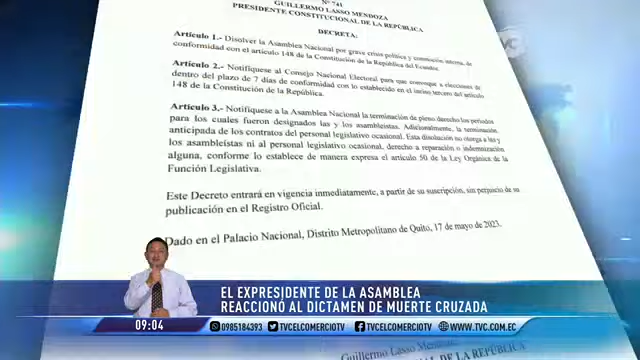 Nº 741
GUILLERMO LASSO MENDOZA
PRESIDENTE CONSTITUCIONAL DE LA REPÚBLICA
DECRETA:
Artículo 1.- Disolver la Asamblea Nacional por grave crisis política y conmoción interna, de
conformidad con el artículo 148 de la Constitución de la República del Ecuador.
Artículo 2.- Notifíquese al Consejo Nacional Electoral para que convoque a elecciones
dentro del plazo de 7 días de conformidad con lo establecido en el inciso tercero del artículo
148 de la Constitución de la República.
Artículo 3.- Notifíquese a la Asamblea Nacional la terminación de pleno derecho los períodos
para los cuales fueron designados las y los asambleístas. Adicionalmente, la terminación
anticipada de los contratos del personal legislativo ocasional. Esta disolución no otorga a las y
los asambleístas ni al personal legislativo ocasional, derecho a reparación o indemnización
alguna, conforme lo establece de manera expresa el artículo 50 de la Ley Orgánica de la
Función Legislativa.
Este Decreto entrará en vigencia inmediatamente, a partir de su suscripción, sin perjuicio de su
publicación en el Registro Oficial.
Dado en el Palacio Nacional, Distrito Metropolitano de Quito, 17 de mayo de 2023.
TVC
EL EXPRESIDENTE DE LA ASAMBLEA
REACCIONÓ AL DICTAMEN DE MUERTE CRUZADA
09:04 0985184393 TVCELCOMERCIOTV TVCELCOMERCIOTV WWW.TVC.COM.EC
Guillermo Lasso
DE LA REPÚBLICA